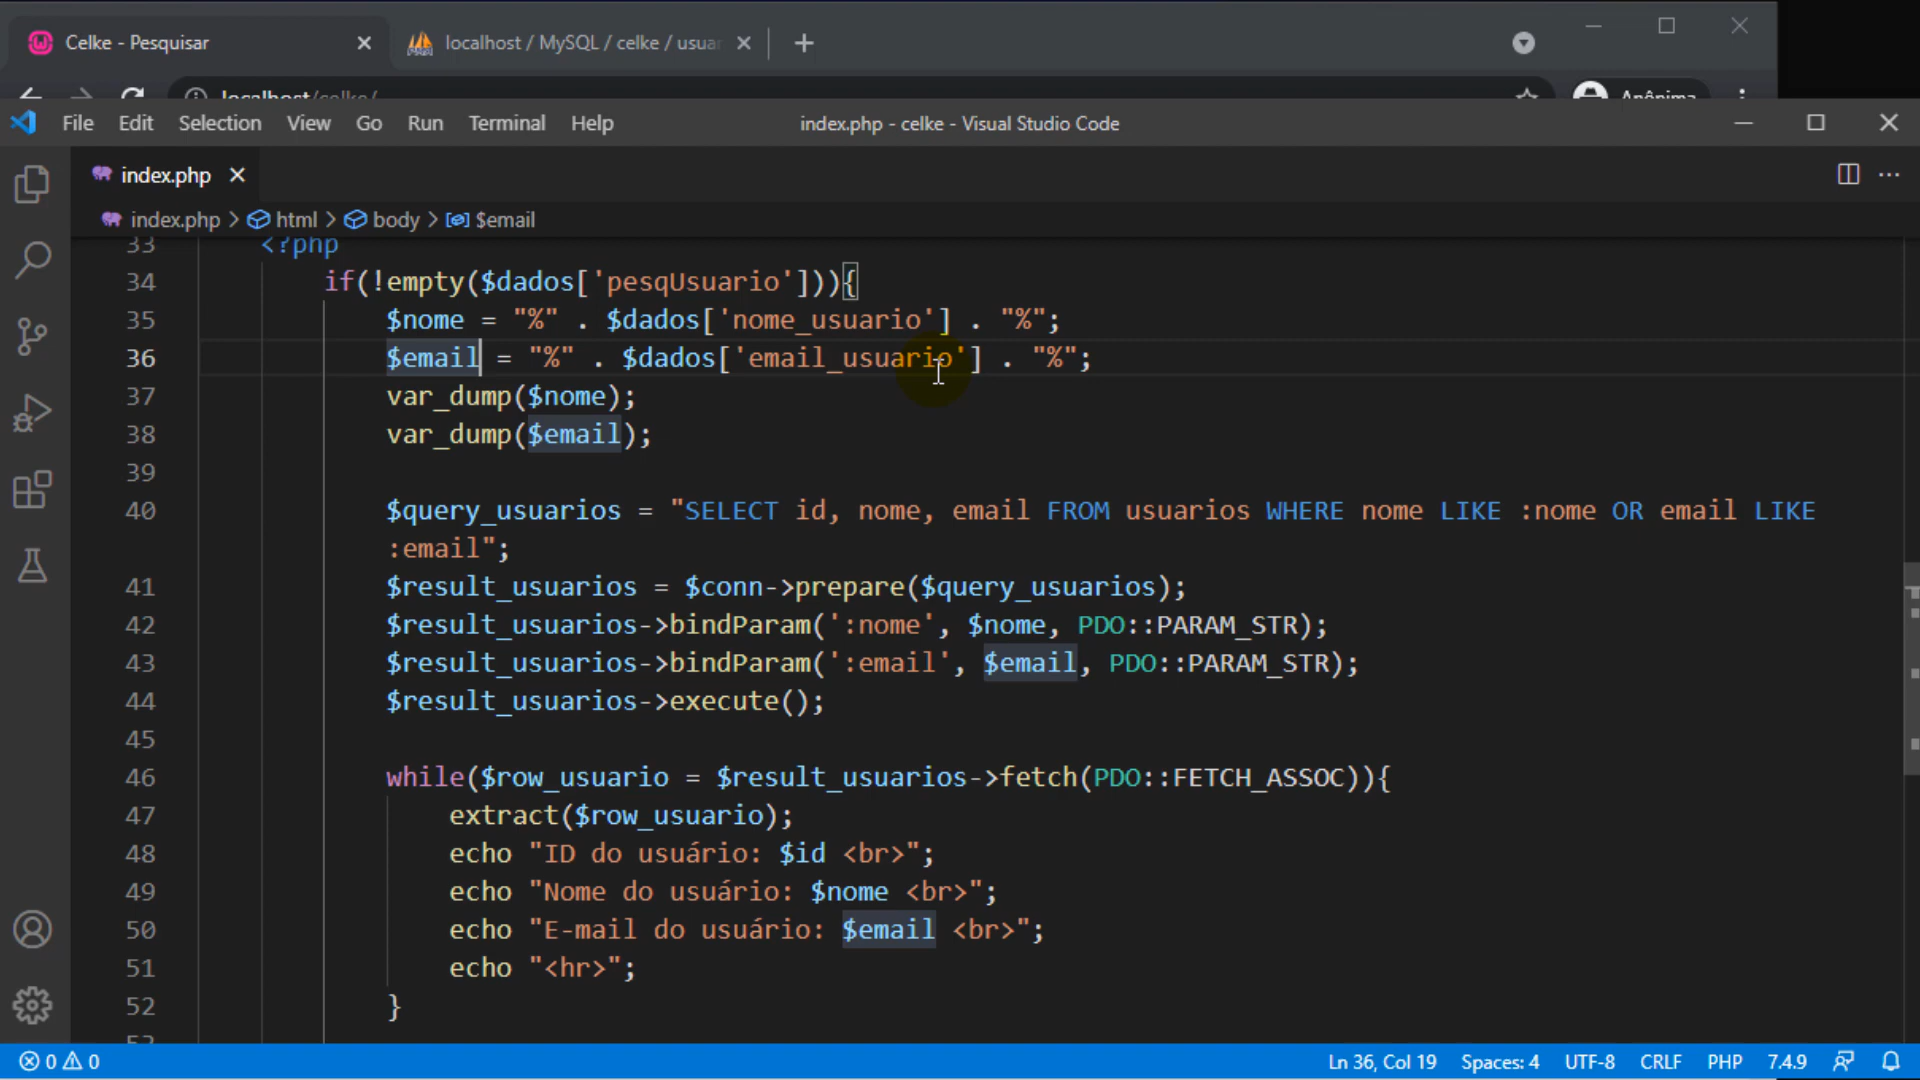 Celke - Pesquisar
localhost / MySQL / celke / usuar
localhost/celke/
Anônima
File Edit Selection View Go Run Terminal Help
index.php - celke - Visual Studio Code
index.php
index.php > html > body > $email
33 <?php
34 if(!empty($dados['pesqUsuario'])){
35 $nome = "%" . $dados['nome_usuario'] . "%";
36 $email = "%" . $dados['email_usuario'] . "%";
37 var_dump($nome);
38 var_dump($email);
39
40 $query_usuarios = "SELECT id, nome, email FROM usuarios WHERE nome LIKE :nome OR email LIKE
:email";
41 $result_usuarios = $conn->prepare($query_usuarios);
42 $result_usuarios->bindParam(':nome', $nome, PDO::PARAM_STR);
43 $result_usuarios->bindParam(':email', $email, PDO::PARAM_STR);
44 $result_usuarios->execute();
45
46 while($row_usuario = $result_usuarios->fetch(PDO::FETCH_ASSOC)){
47 extract($row_usuario);
48 echo "ID do usuário: $id <br>";
49 echo "Nome do usuário: $nome <br>";
50 echo "E-mail do usuário: $email <br>";
51 echo "<hr>";
52 }
0 0 Ln 36, Col 19 Spaces: 4 UTF-8 CRLF PHP 7.4.9